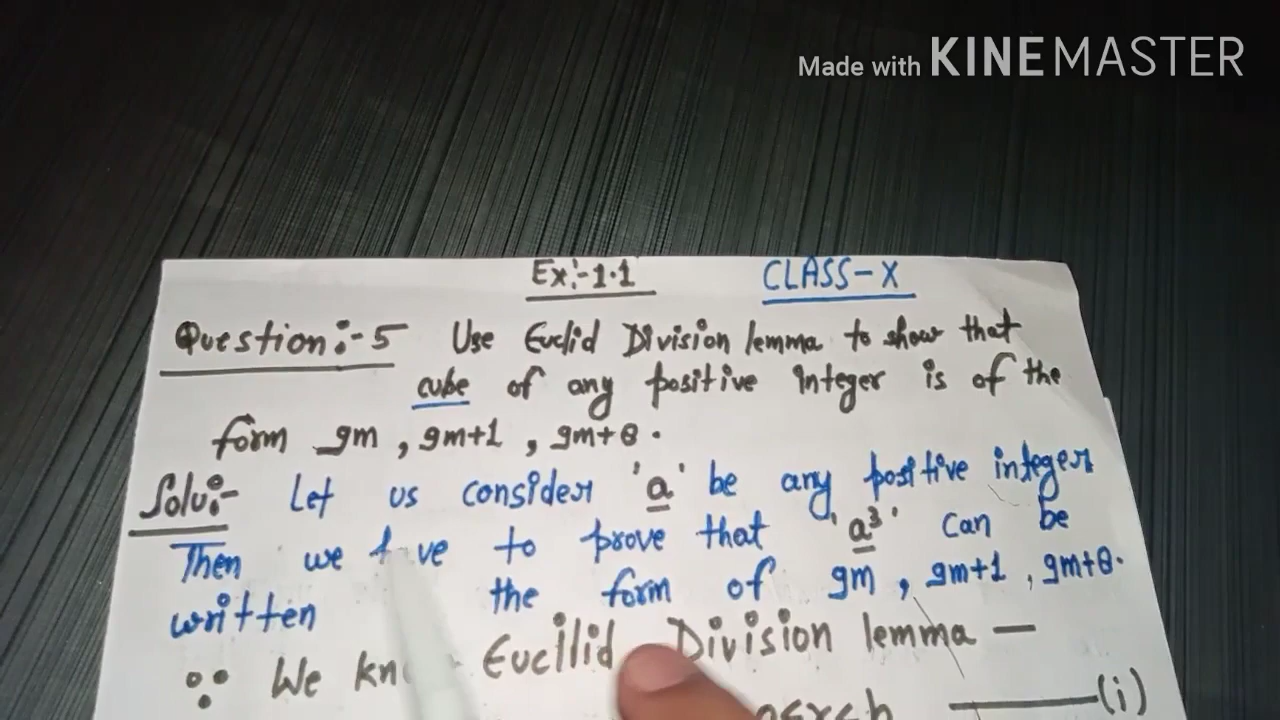 Made with KINEMASTER
Ex:-1.1 CLASS-X
Question:-5 Use Euclid Division lemma to show that
cube of any positive integer is of the
form 9m, 9m+1, 9m+8.
Solu:- Let us consider 'a' be any positive integer
Then we to prove that 'a³' can be
written the form of 9m, 9m+1, 9m+8.
∵ We Eucilid Division lemma —
(i)